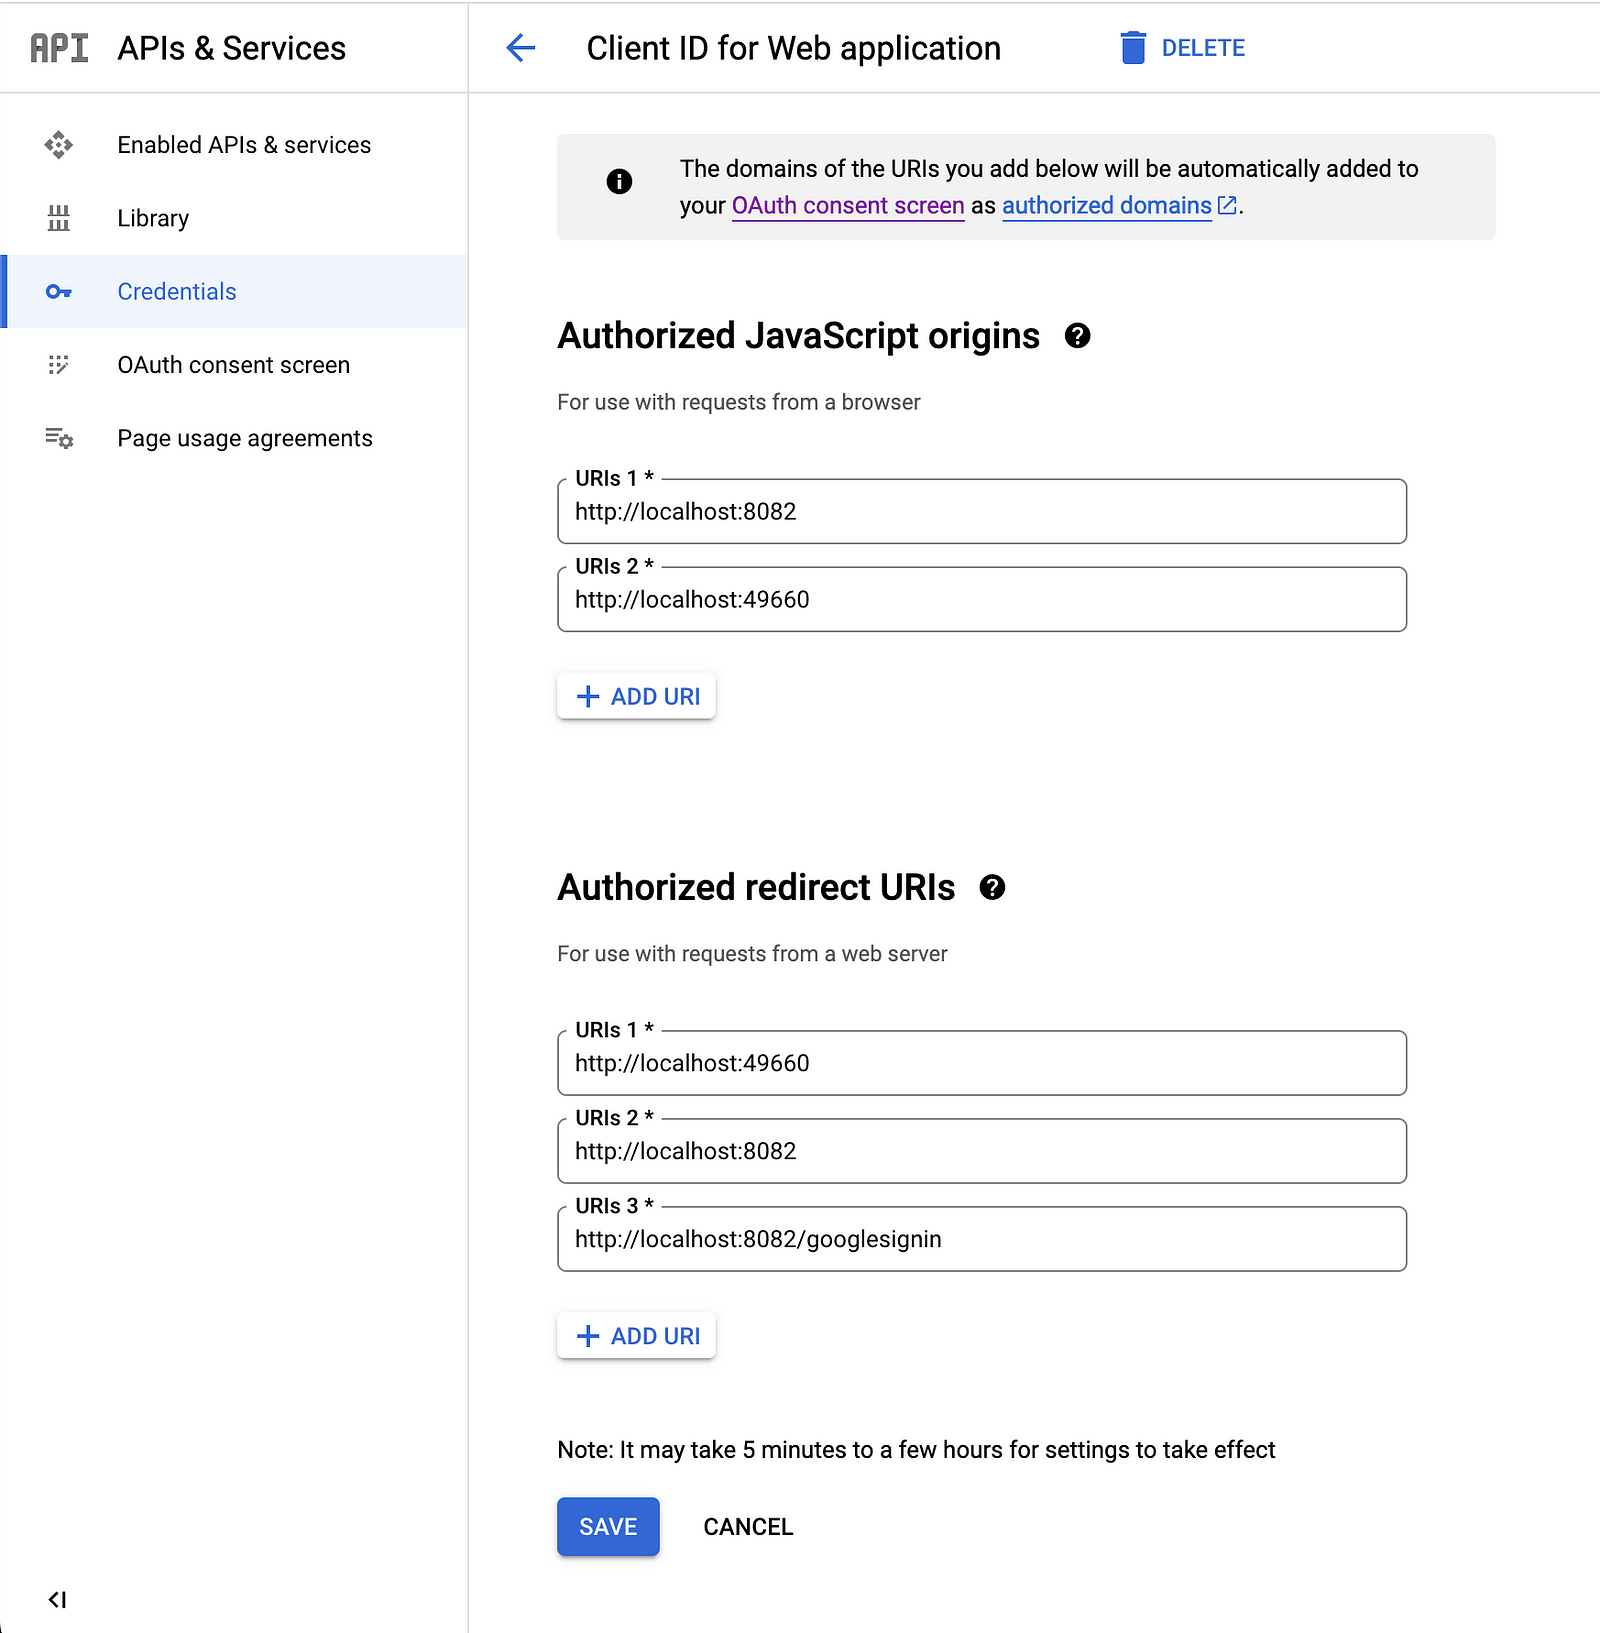 API APIs & Services
Client ID for Web application
DELETE
Enabled APIs & services
Library
Credentials
OAuth consent screen
Page usage agreements
The domains of the URIs you add below will be automatically added to
your OAuth consent screen as authorized domains.
Authorized JavaScript origins
For use with requests from a browser
URIs 1 *
http://localhost:8082
URIs 2 *
http://localhost:49660
ADD URI
Authorized redirect URIs
For use with requests from a web server
URIs 1 *
http://localhost:49660
URIs 2 *
http://localhost:8082
URIs 3 *
http://localhost:8082/googlesignin
ADD URI
Note: It may take 5 minutes to a few hours for settings to take effect
SAVE
CANCEL